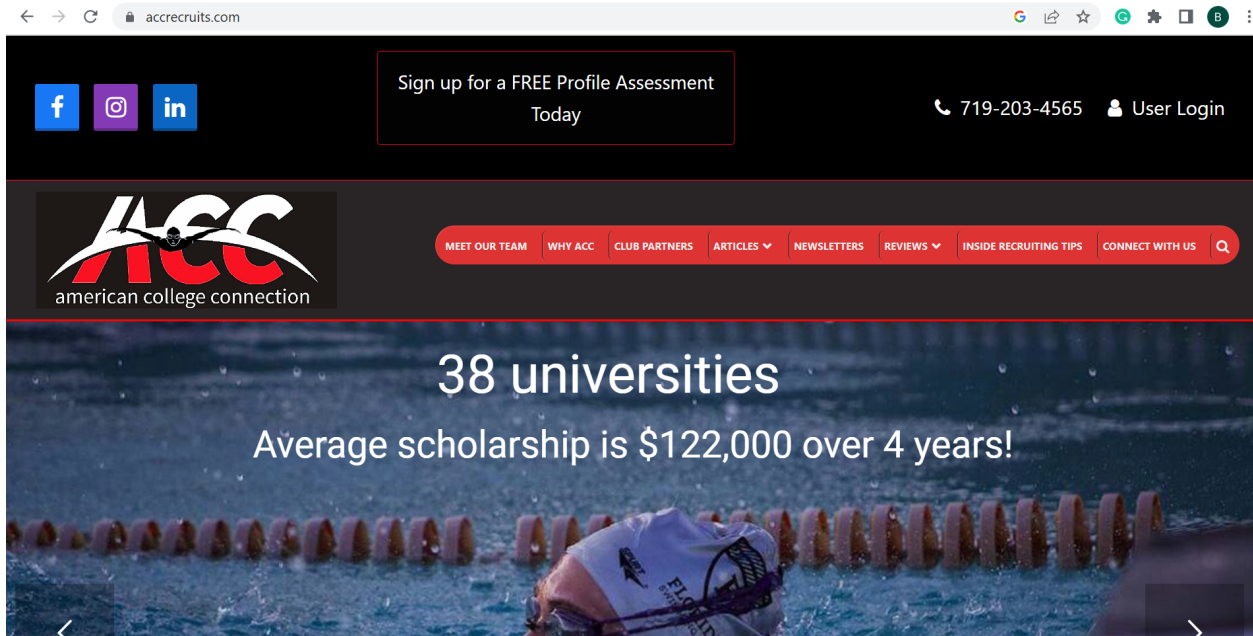 accrecruits.com
G
B
f
in
Sign up for a FREE Profile Assessment
Today
719-203-4565
User Login
ACC
american college connection
MEET OUR TEAM
WHY ACC
CLUB PARTNERS
ARTICLES
NEWSLETTERS
REVIEWS
INSIDE RECRUITING TIPS
CONNECT WITH US
38 universities
Average scholarship is $122,000 over 4 years!